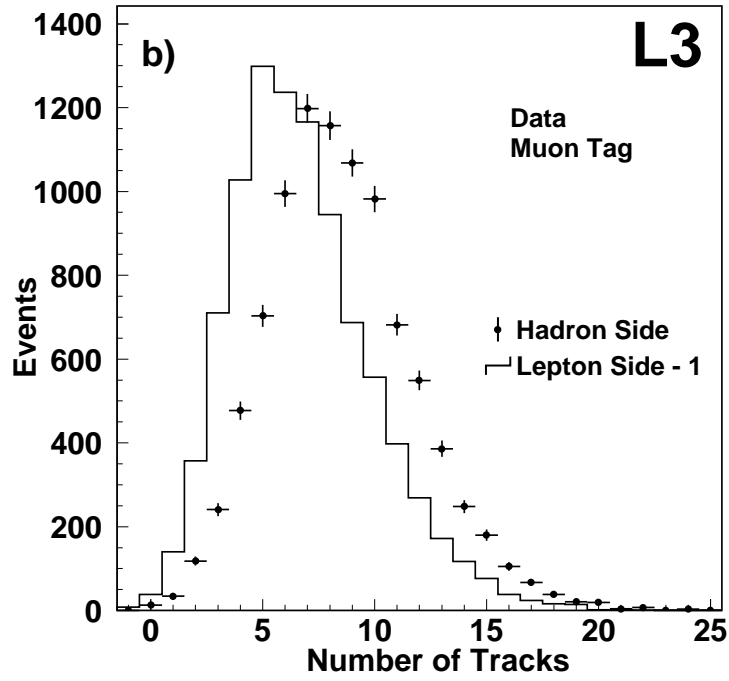 b)
L3
Data
Muon Tag
Hadron Side
Lepton Side - 1
Events
1400
1200
1000
800
600
400
200
0
0 5 10 15 20 25
Number of Tracks